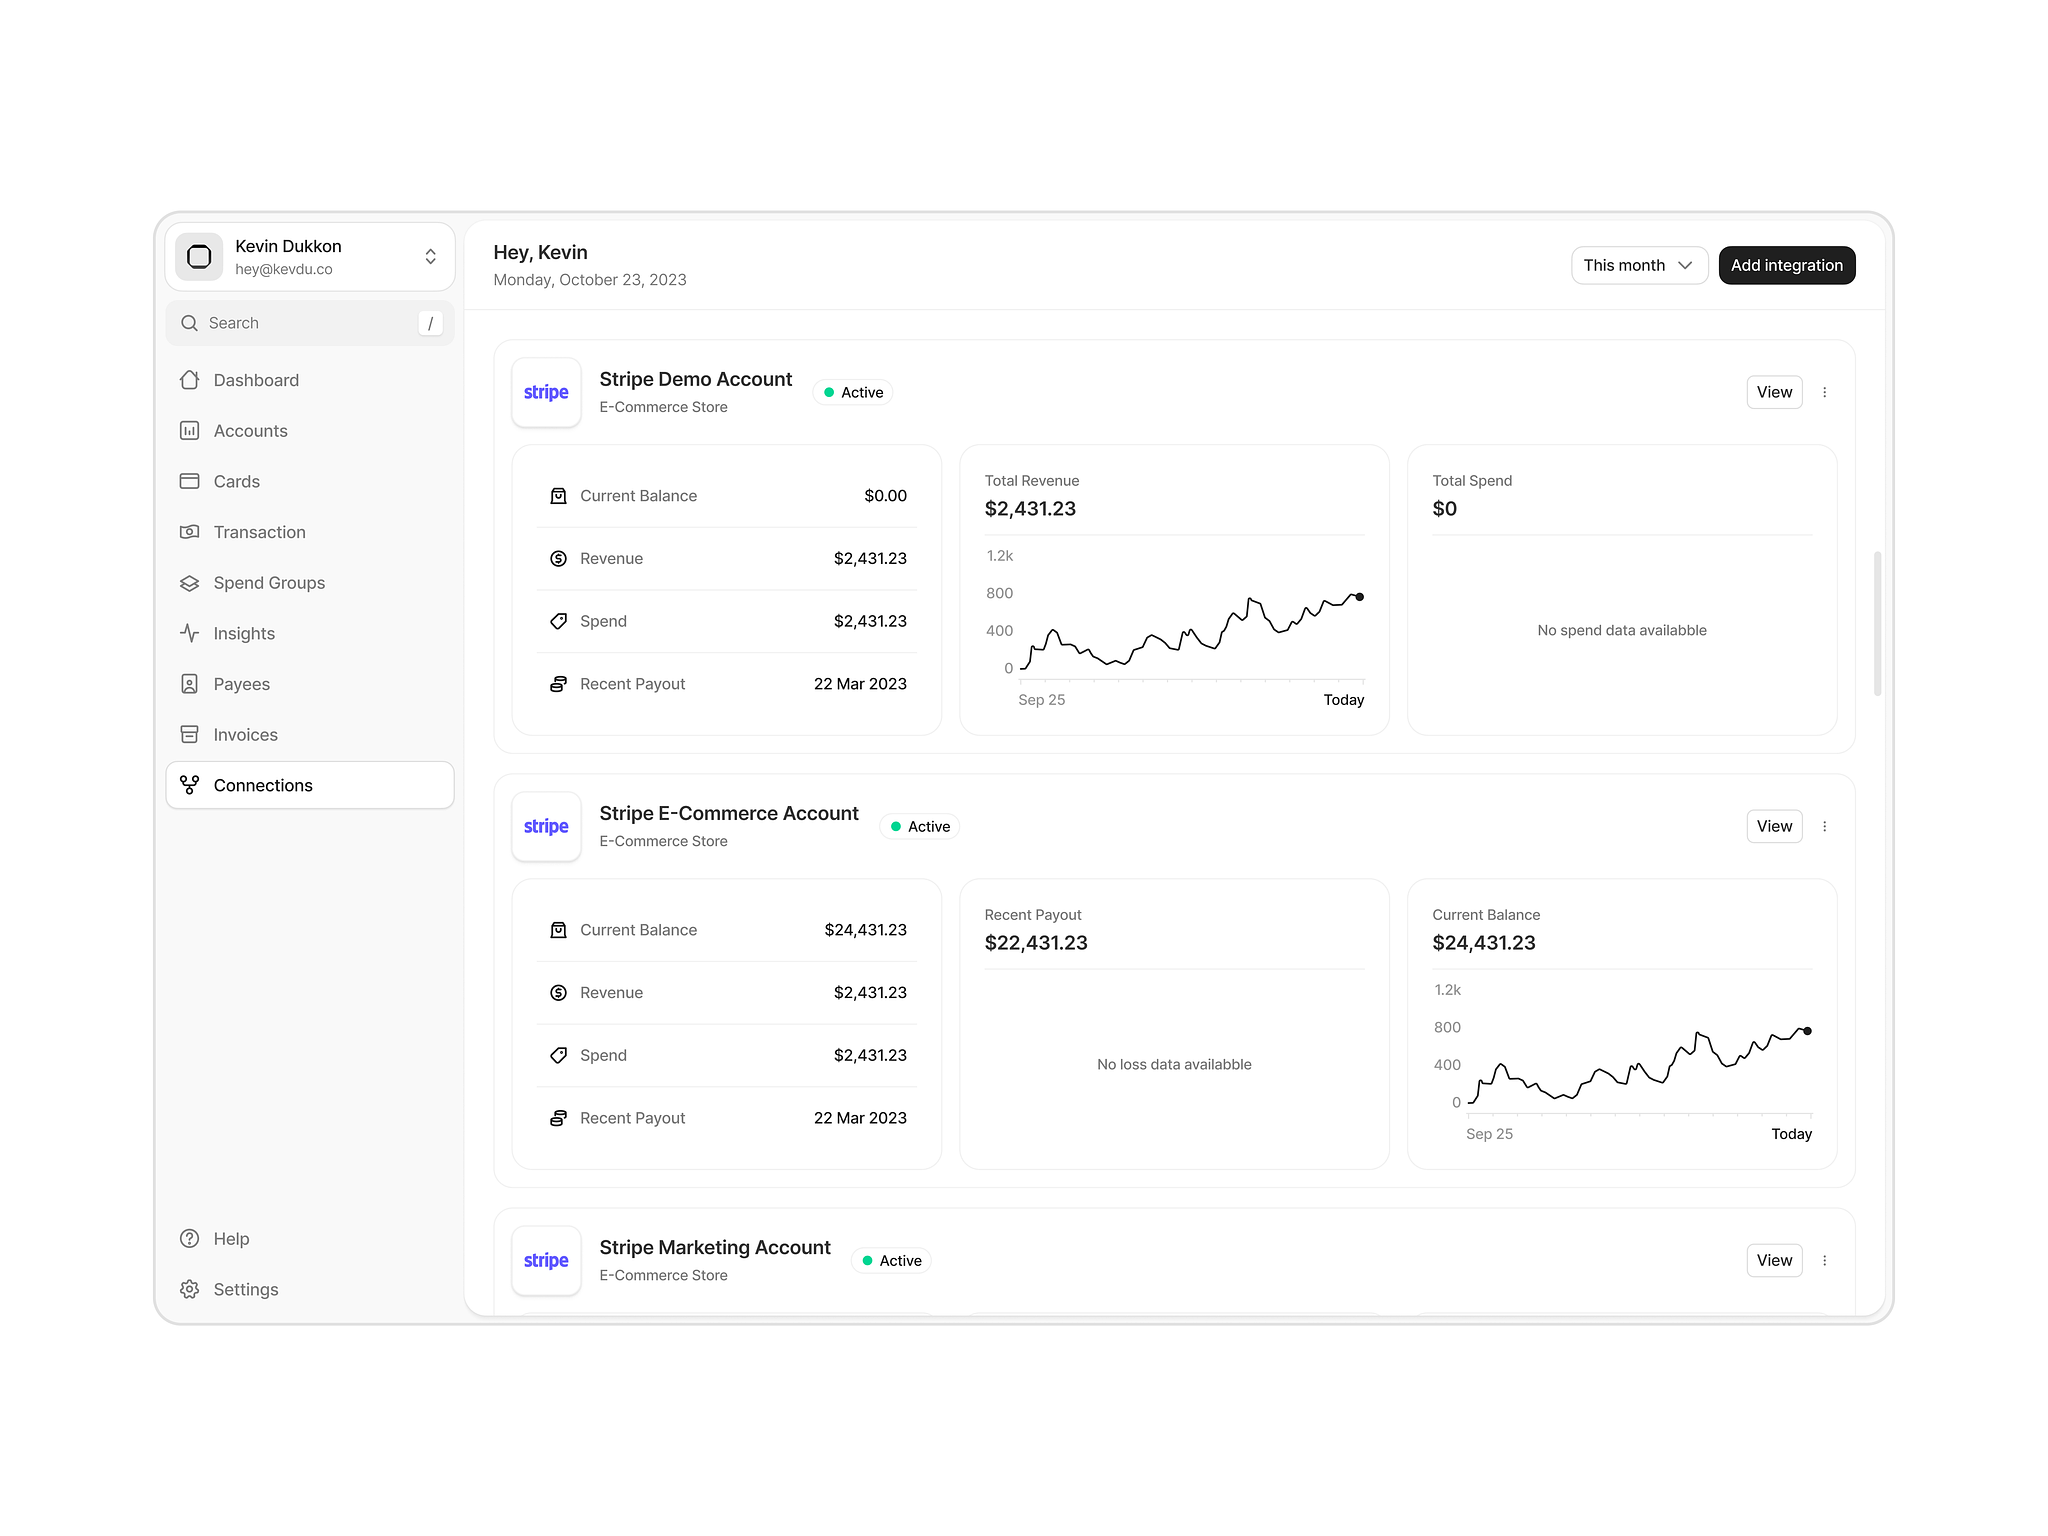 Kevin Dukkon
hey@kevdu.co
Search
/
Dashboard
Accounts
Cards
Transaction
Spend Groups
Insights
Payees
Invoices
Connections
Help
Settings
Hey, Kevin
Monday, October 23, 2023
This month
Add integration
stripe
Stripe Demo Account
E-Commerce Store
Active
View
Current Balance $0.00
Revenue $2,431.23
Spend $2,431.23
Recent Payout 22 Mar 2023
Total Revenue
$2,431.23
1.2k
800
400
0
Sep 25 Today
Total Spend
$0
No spend data availabble
stripe
Stripe E-Commerce Account
E-Commerce Store
Active
View
Current Balance $24,431.23
Revenue $2,431.23
Spend $2,431.23
Recent Payout 22 Mar 2023
Recent Payout
$22,431.23
No loss data availabble
Current Balance
$24,431.23
1.2k
800
400
0
Sep 25 Today
stripe
Stripe Marketing Account
E-Commerce Store
Active
View